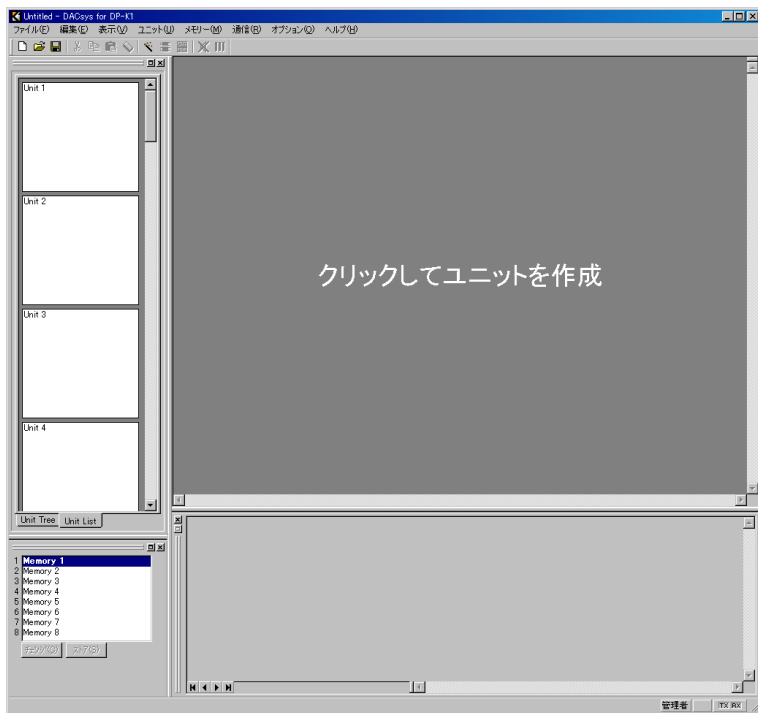 Untitled - DACsys for DP-K1
ファイル(F) 編集(E) 表示(V) ユニット(U) メモリー(M) 通信(R) オプション(O) ヘルプ(H)
Unit 1
Unit 2
Unit 3
Unit 4
Unit Tree Unit List
クリックしてユニットを作成
1 Memory 1
2 Memory 2
3 Memory 3
4 Memory 4
5 Memory 5
6 Memory 6
7 Memory 7
8 Memory 8
ストア(S)
管理者 TX RX